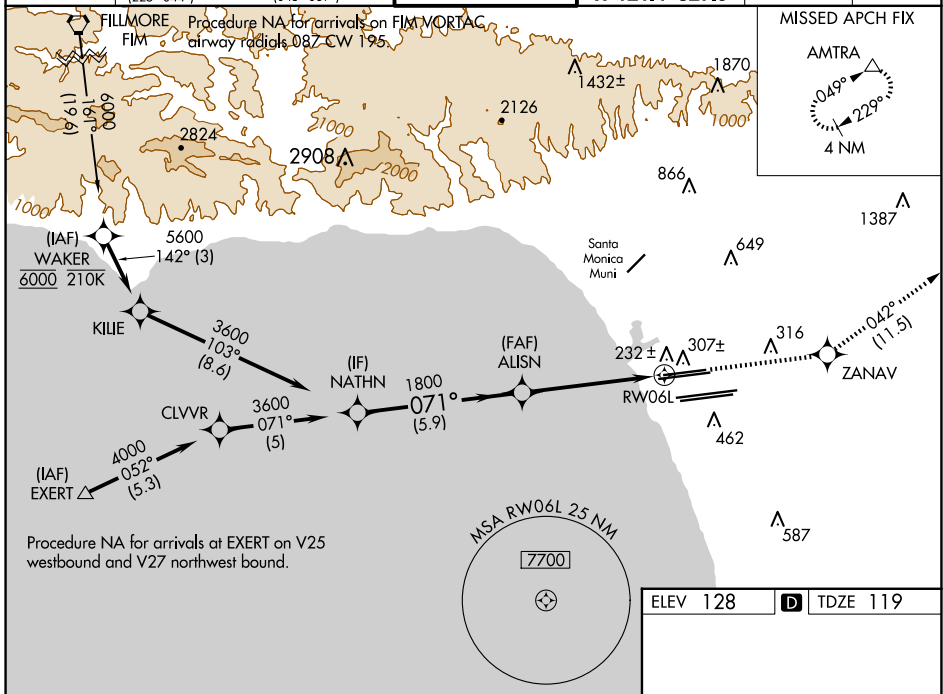 FILLMORE
FIM
Procedure NA for arrivals on FIM VORTAC
airway radials 087 CW 195.
MISSED APCH FIX
AMTRA
049°
229°
4 NM
6000
161°
(19.6)
2824
2908
1000
2000
2126
1432±
1870
1000
1000
866
1387
649
(IAF)
WAKER
6000 210K
5600
142° (3)
KILIE
3600
103°
(8.6)
Santa
Monica
Muni
(IF)
NATHN
1800
071°
(5.9)
(FAF)
ALISN
232±
307±
316
RW06L
042°
(11.5)
ZANAV
462
587
CLVVR
3600
071°
(5)
4000
052°
(5.3)
(IAF)
EXERT
Procedure NA for arrivals at EXERT on V25
westbound and V27 northwest bound.
MSA RW06L 25 NM
7700
ELEV 128
D
TDZE 119